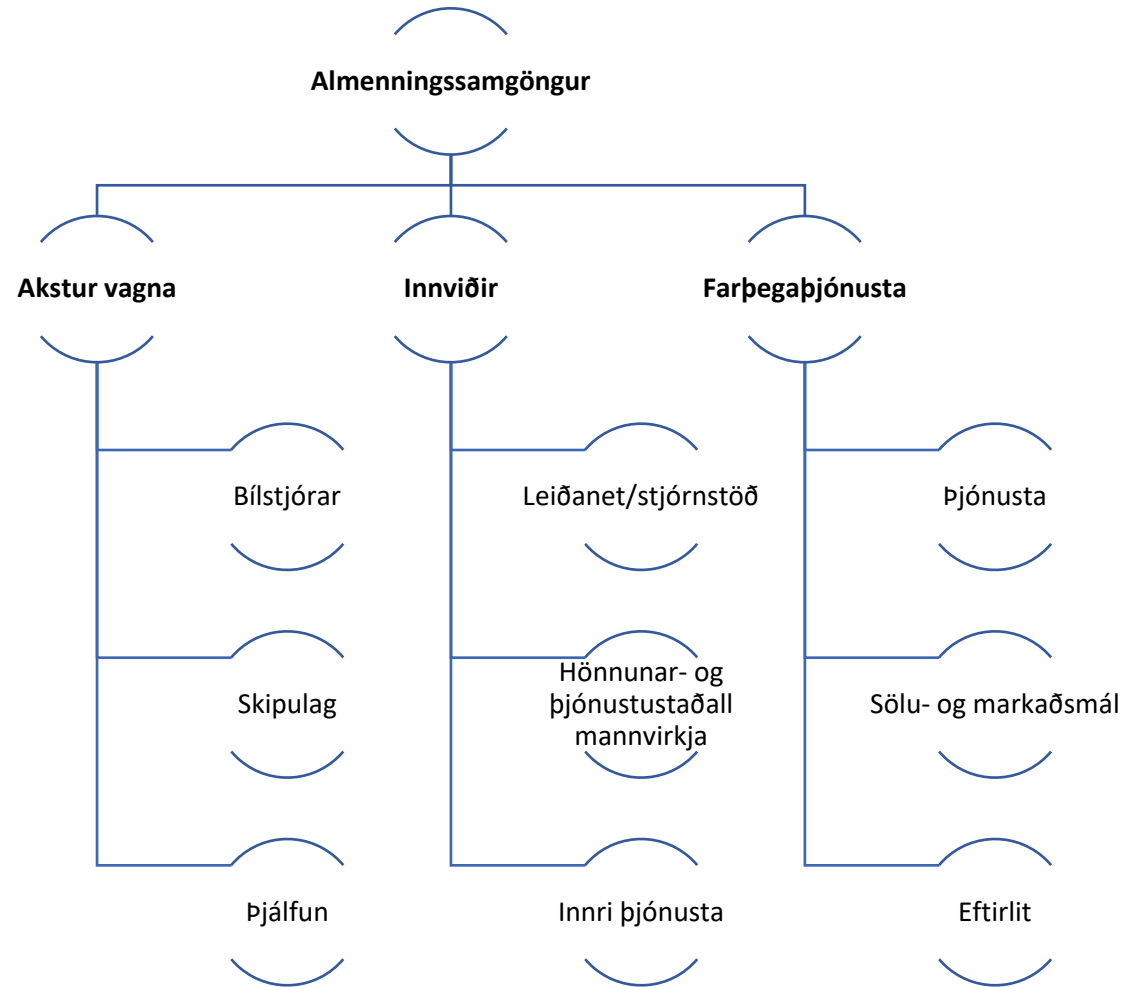 Almenningssamgöngur
Akstur vagna
Innviðir
Farþegaþjónusta
Bílstjórar
Leiðanet/stjórnstöð
Þjónusta
Skipulag
Hönnunar- og
þjónustustaðall
mannvirkja
Sölu- og markaðsmál
Þjálfun
Innri þjónusta
Eftirlit